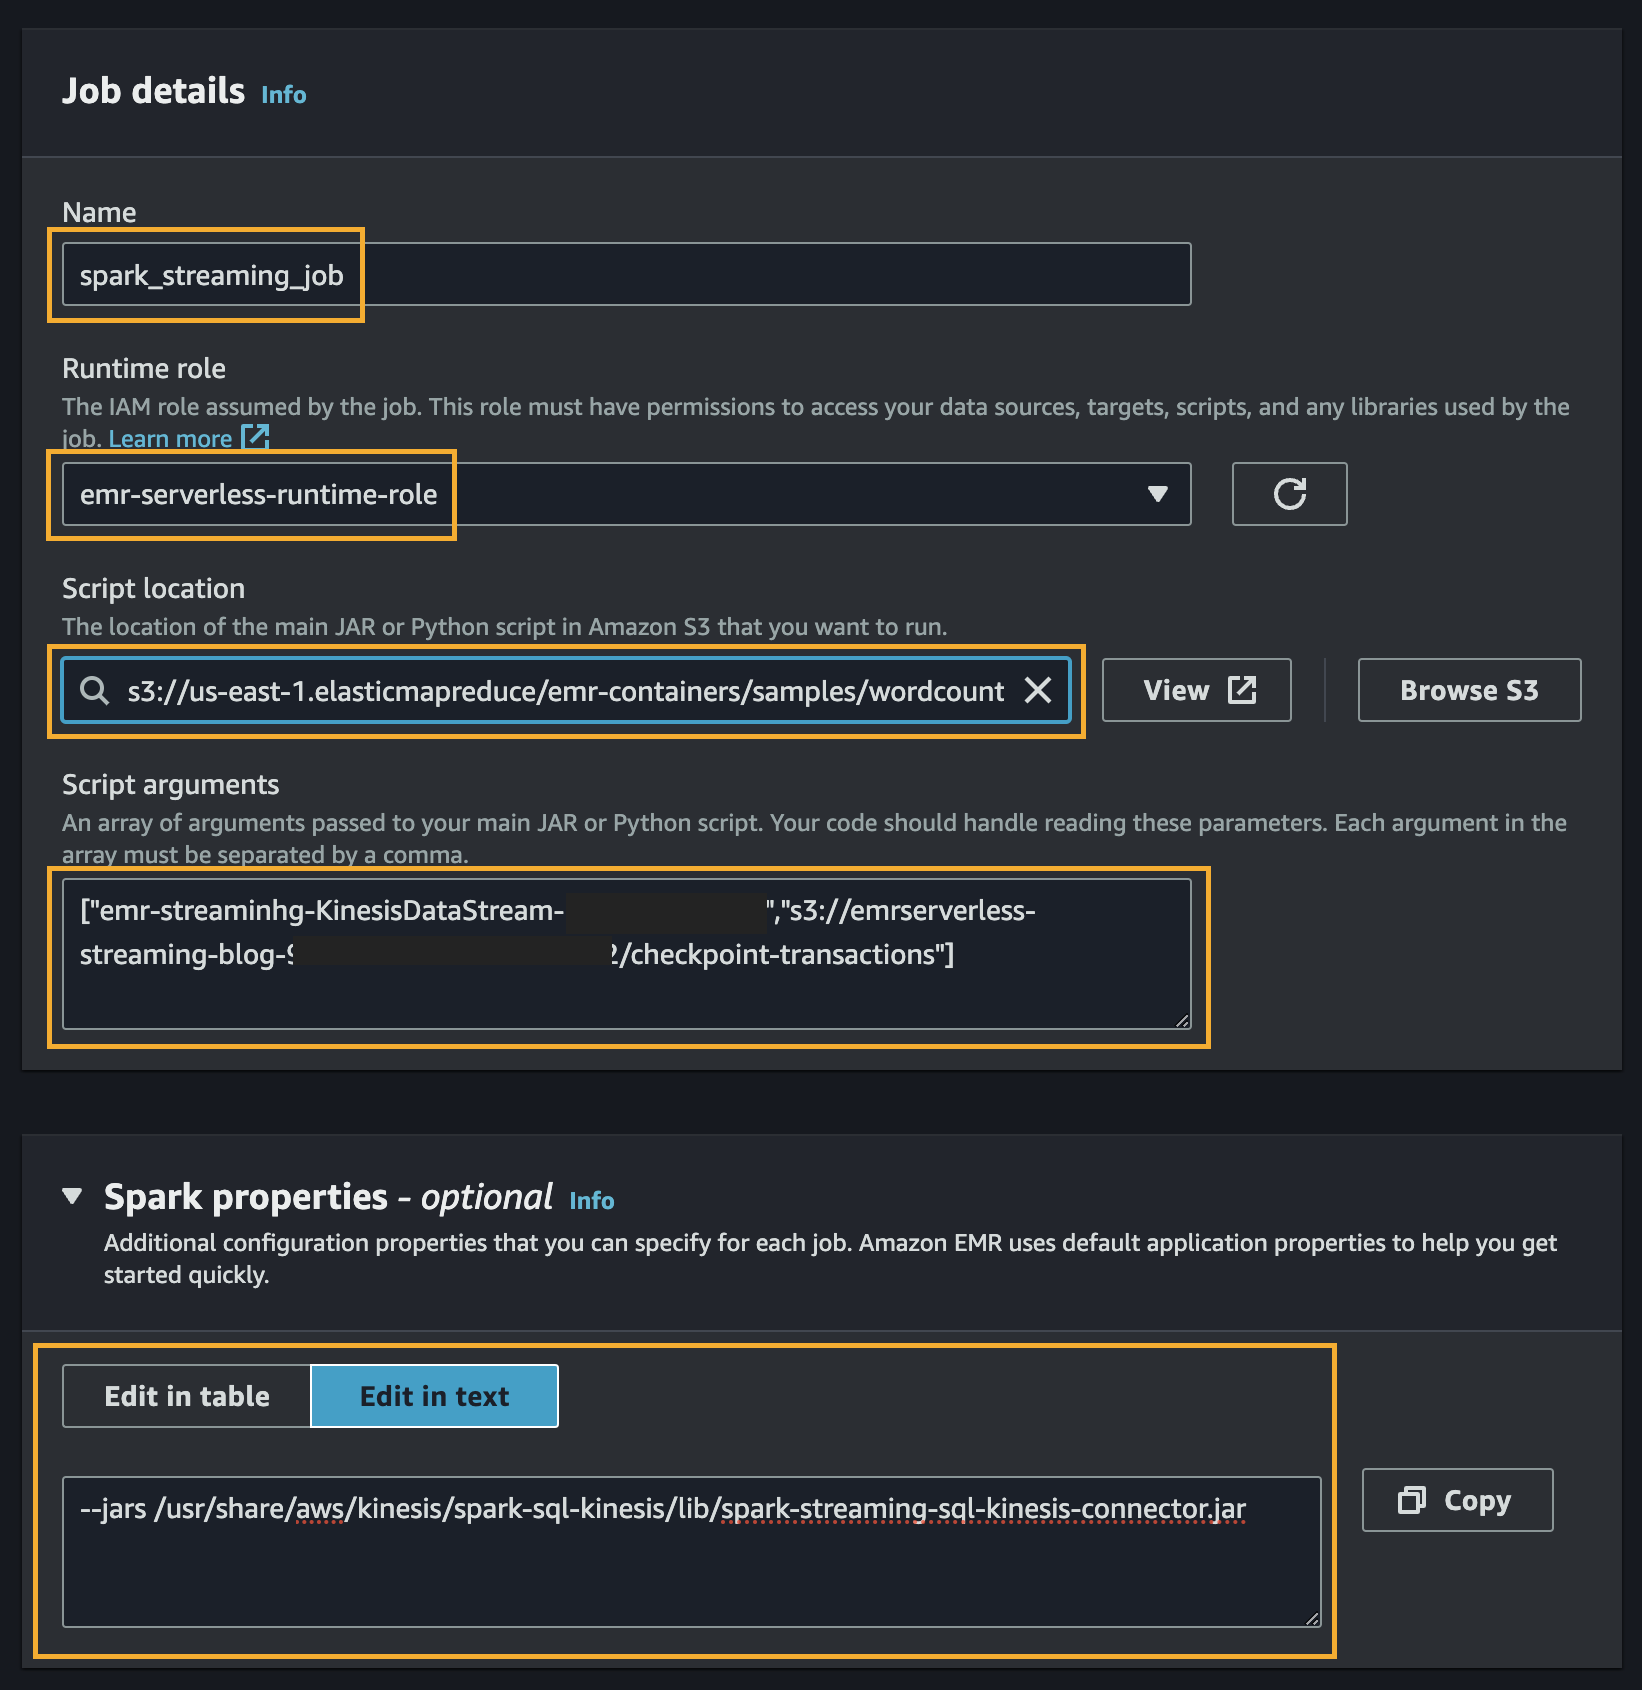 Job details Info
Name
spark_streaming_job
Runtime role
The IAM role assumed by the job. This role must have permissions to access your data sources, targets, scripts, and any libraries used by the
job. Learn more
emr-serverless-runtime-role
Script location
The location of the main JAR or Python script in Amazon S3 that you want to run.
s3://us-east-1.elasticmapreduce/emr-containers/samples/wordcount
View
Browse S3
Script arguments
An array of arguments passed to your main JAR or Python script. Your code should handle reading these parameters. Each argument in the
array must be separated by a comma.
["emr-streaminhg-KinesisDataStream- ","s3://emrserverless-
streaming-blog-9 2/checkpoint-transactions"]
Spark properties - optional Info
Additional configuration properties that you can specify for each job. Amazon EMR uses default application properties to help you get
started quickly.
Edit in table
Edit in text
--jars /usr/share/aws/kinesis/spark-sql-kinesis/lib/spark-streaming-sql-kinesis-connector.jar
Copy